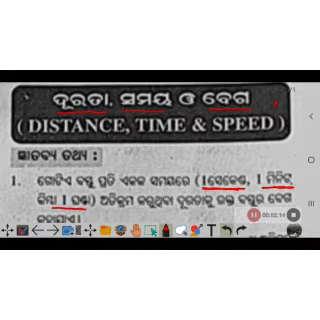 ଦୂରତା, ସମୟ ଓ ବେଗ
( DISTANCE, TIME & SPEED )
ଜ୍ଞାତବ୍ୟ ତଥ୍ୟ :
1. ଗୋଟିଏ ବସ୍ତୁ ପ୍ରତି ଏକକ ସମୟରେ (1 ସେକେଣ୍ଡ, 1 ମିନିଟ୍
କିମ୍ବା 1 ଘଣ୍ଟା) ଅତିକ୍ରମ କରୁଥିବା ଦୂରତାକୁ ଉକ୍ତ ବସ୍ତୁର ବେଗ
କୁହାଯାଏ।
00:02:10